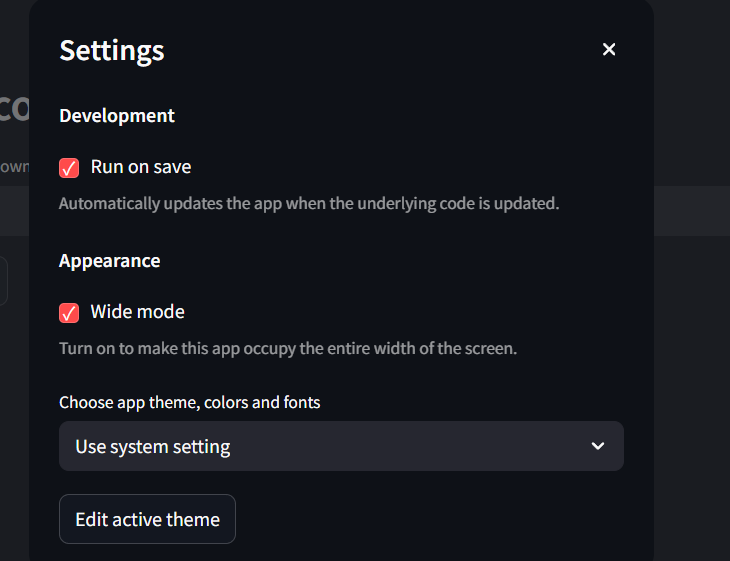 Settings
Development
Run on save
Automatically updates the app when the underlying code is updated.
Appearance
Wide mode
Turn on to make this app occupy the entire width of the screen.
Choose app theme, colors and fonts
Use system setting
Edit active theme